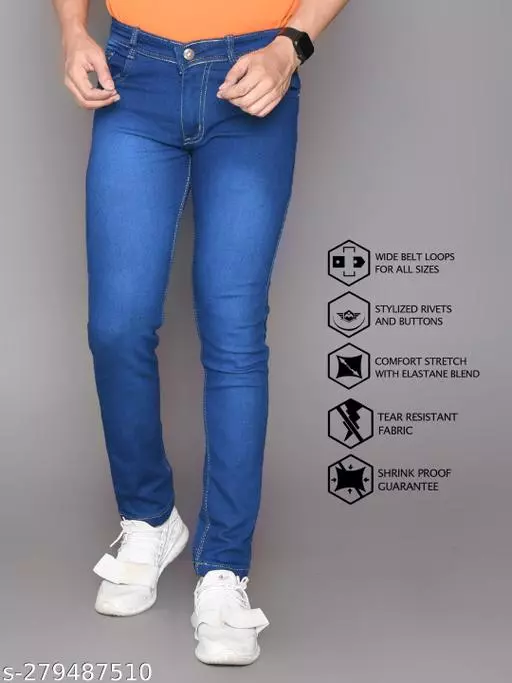 WIDE BELT LOOPS
FOR ALL SIZES
STYLIZED RIVETS
AND BUTTONS
COMFORT STRETCH
WITH ELASTANE BLEND
TEAR RESISTANT
FABRIC
SHRINK PROOF
GUARANTEE
s-279487510